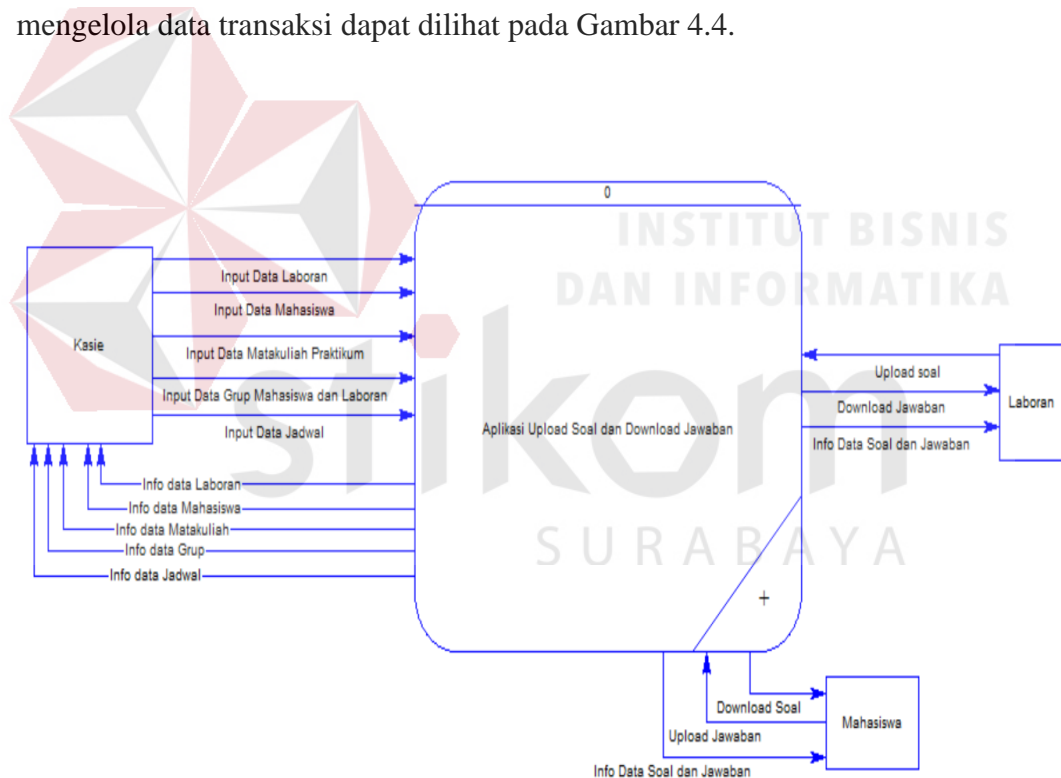 mengelola data transaksi dapat dilihat pada Gambar 4.4.
0
INSTITUT BISNIS
DAN INFORMATIKA
stikom
SURABAYA
Kasie
Input Data Laboran
Input Data Mahasiswa
Input Data Matakuliah Praktikum
Input Data Grup Mahasiswa dan Laboran
Input Data Jadwal
Info data Laboran
Info data Mahasiswa
Info data Matakuliah
Info data Grup
Info data Jadwal
Aplikasi Upload Soal dan Download Jawaban
+
Upload soal
Download Jawaban
Info Data Soal dan Jawaban
Laboran
Download Soal
Upload Jawaban
Info Data Soal dan Jawaban
Mahasiswa